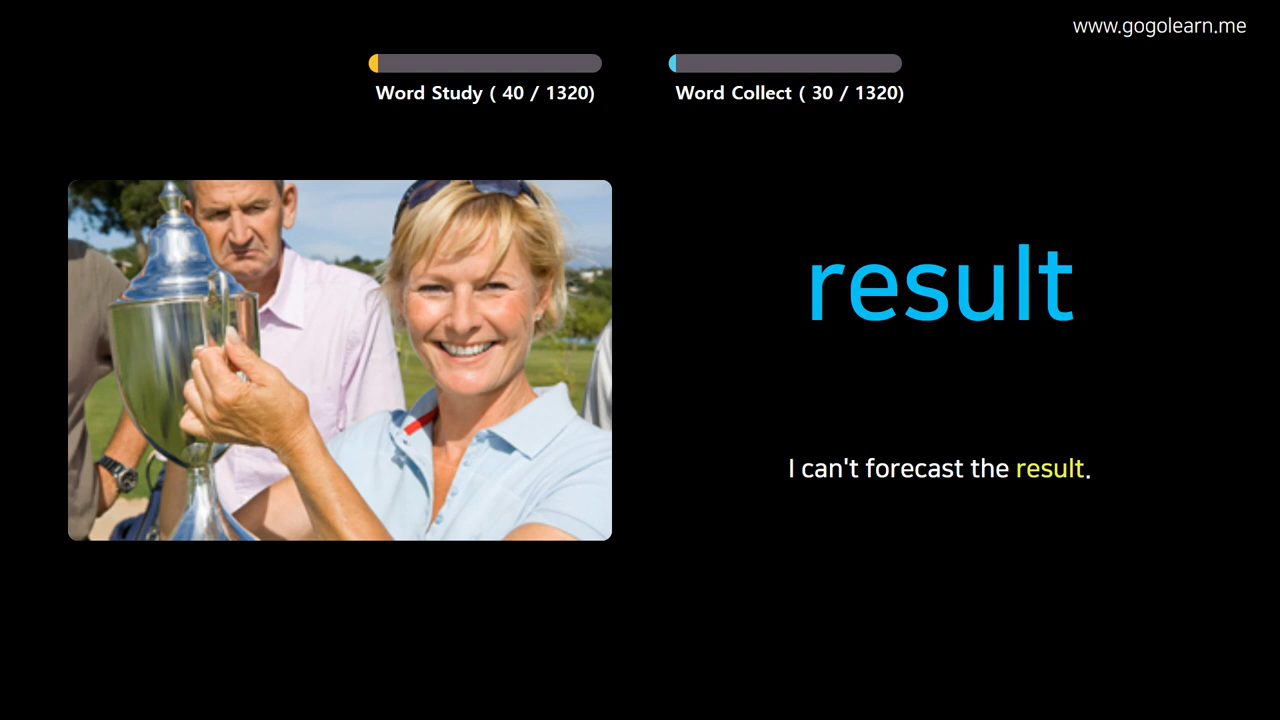 www.gogolearn.me
Word Study ( 40 / 1320)
Word Collect ( 30 / 1320)
result
I can't forecast the result.